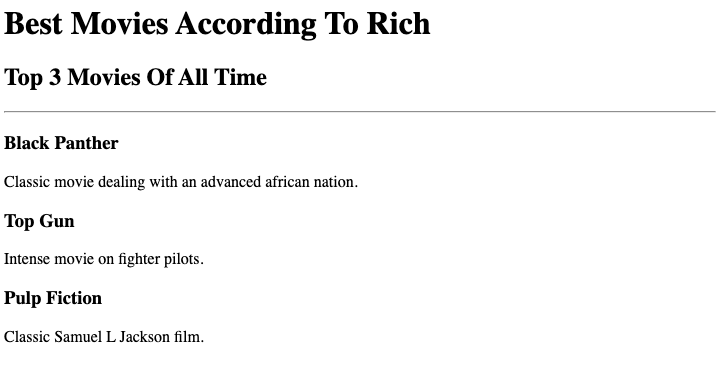 Best Movies According To Rich
Top 3 Movies Of All Time
Black Panther
Classic movie dealing with an advanced african nation.
Top Gun
Intense movie on fighter pilots.
Pulp Fiction
Classic Samuel L Jackson film.